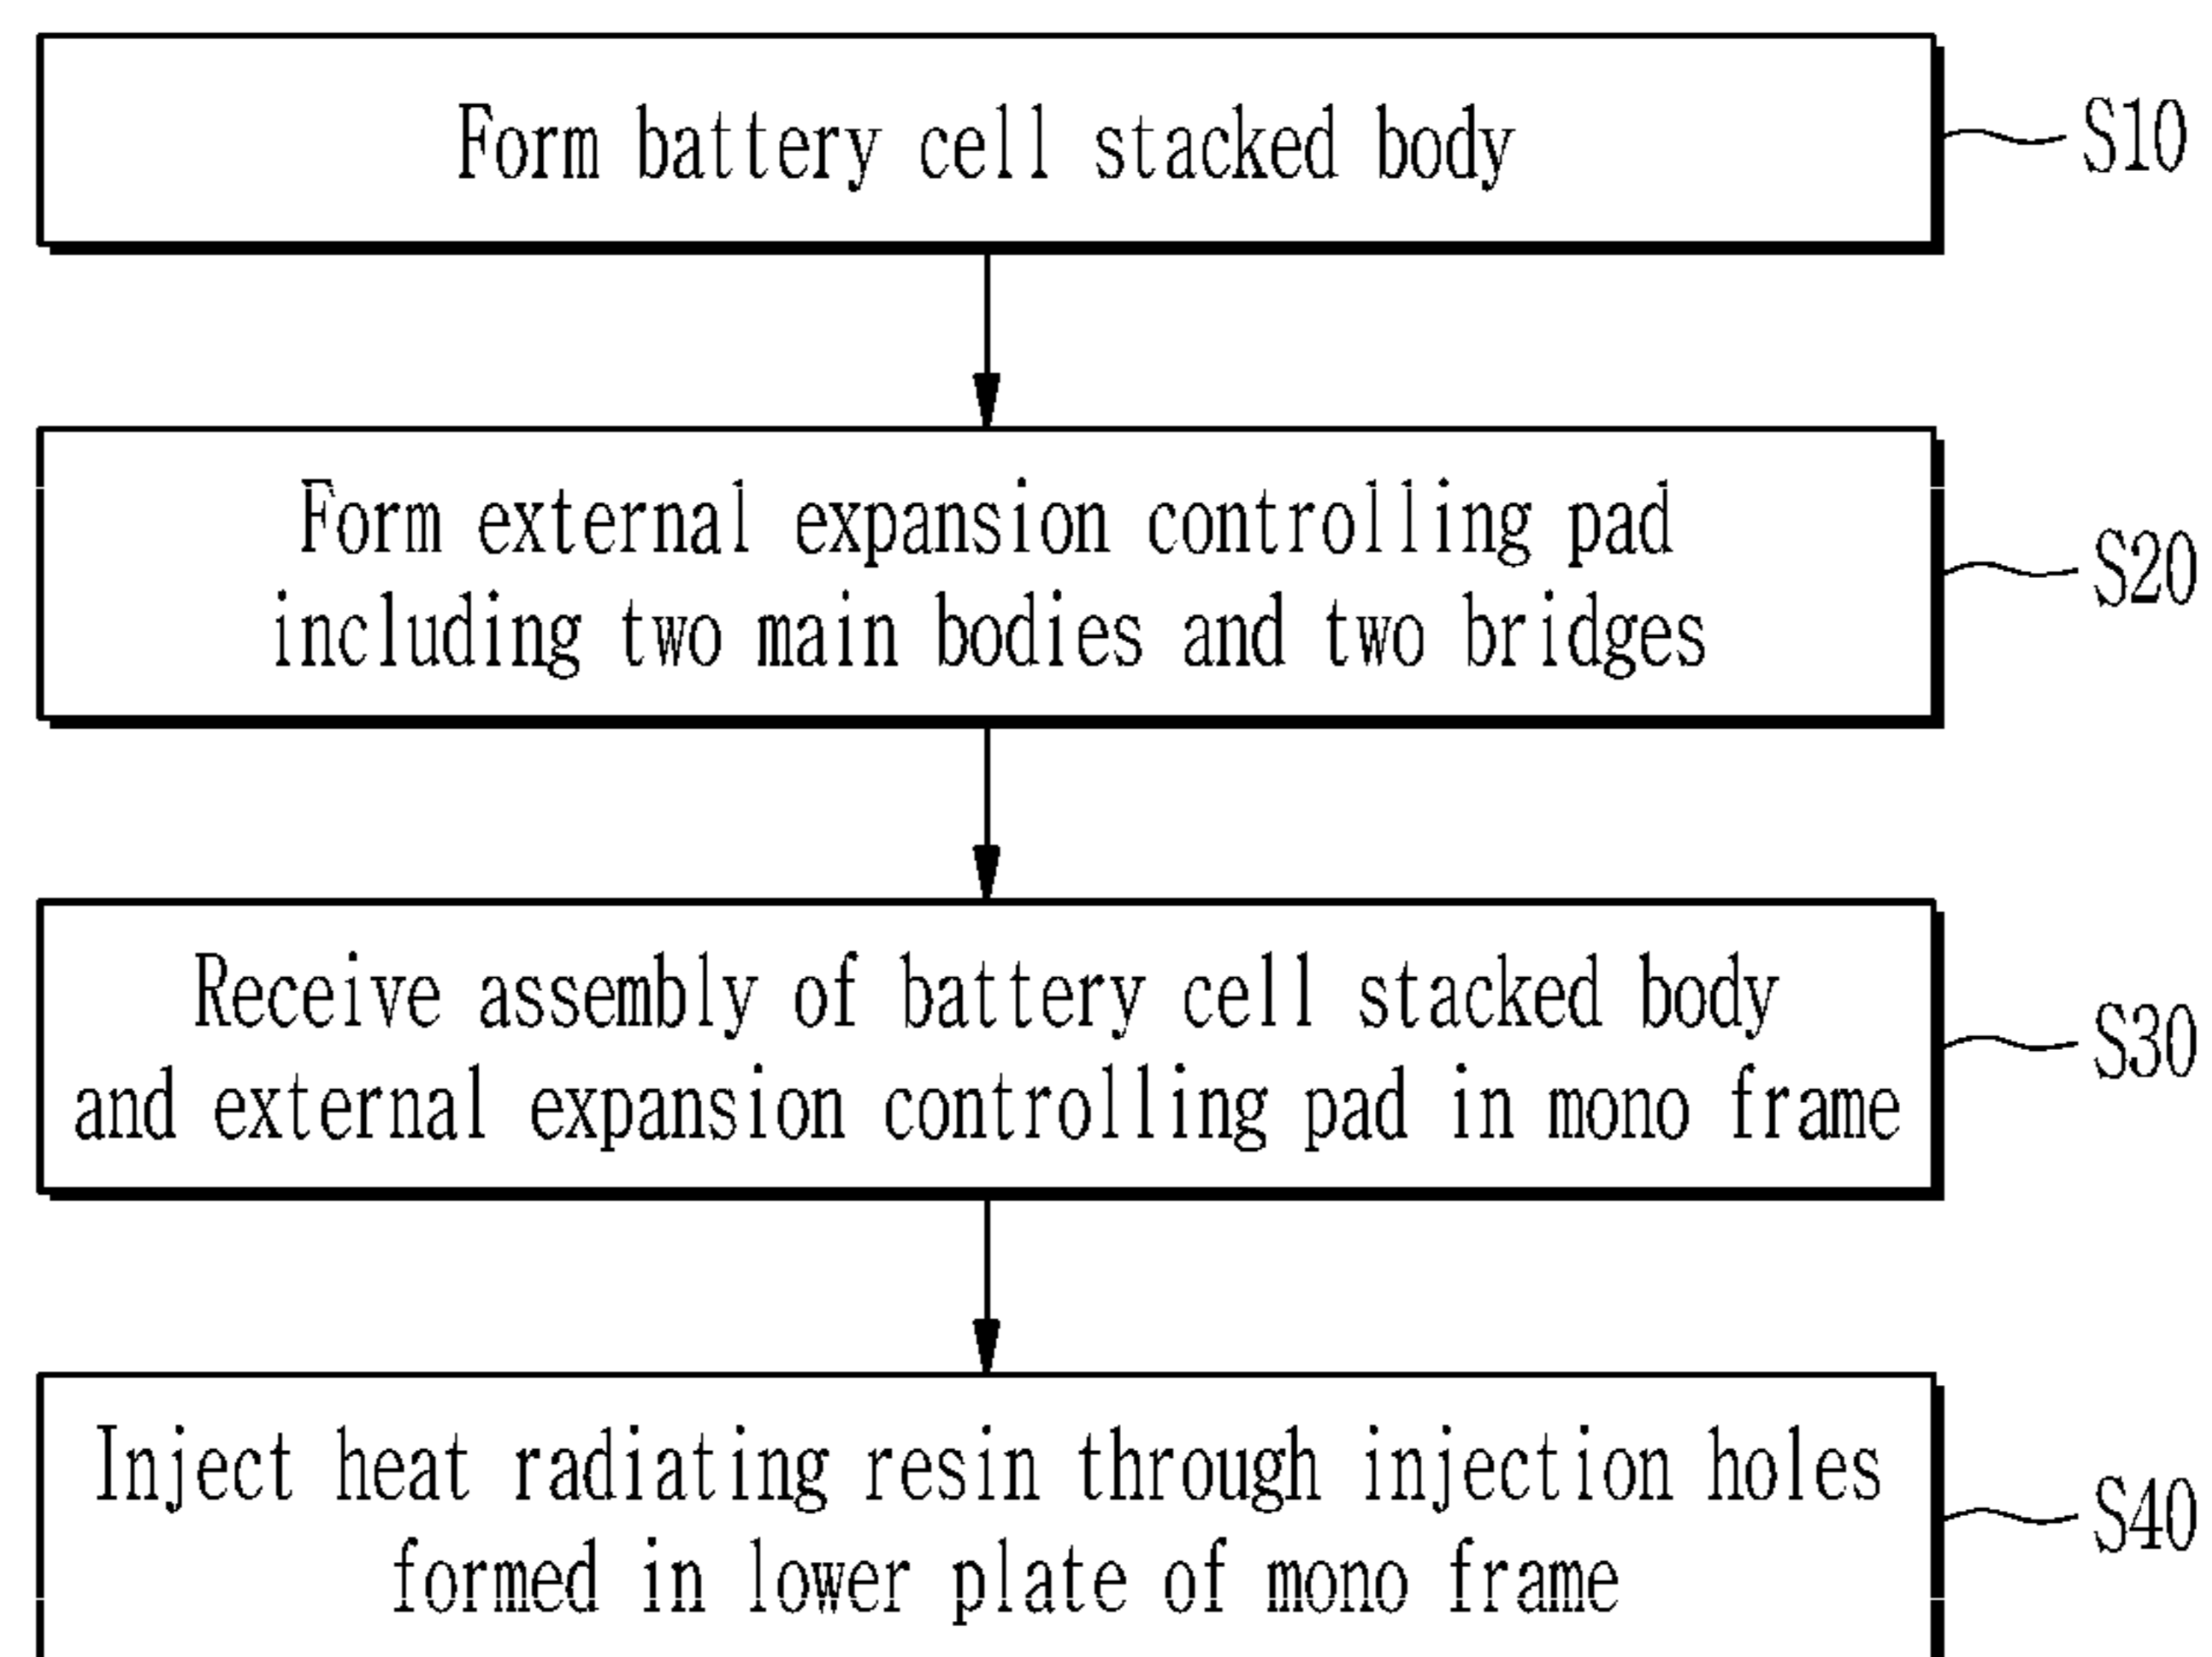 Form battery cell stacked body
S10
Form external expansion controlling pad
including two main bodies and two bridges
S20
Receive assembly of battery cell stacked body
and external expansion controlling pad in mono frame
S30
Inject heat radiating resin through injection holes
formed in lower plate of mono frame
S40